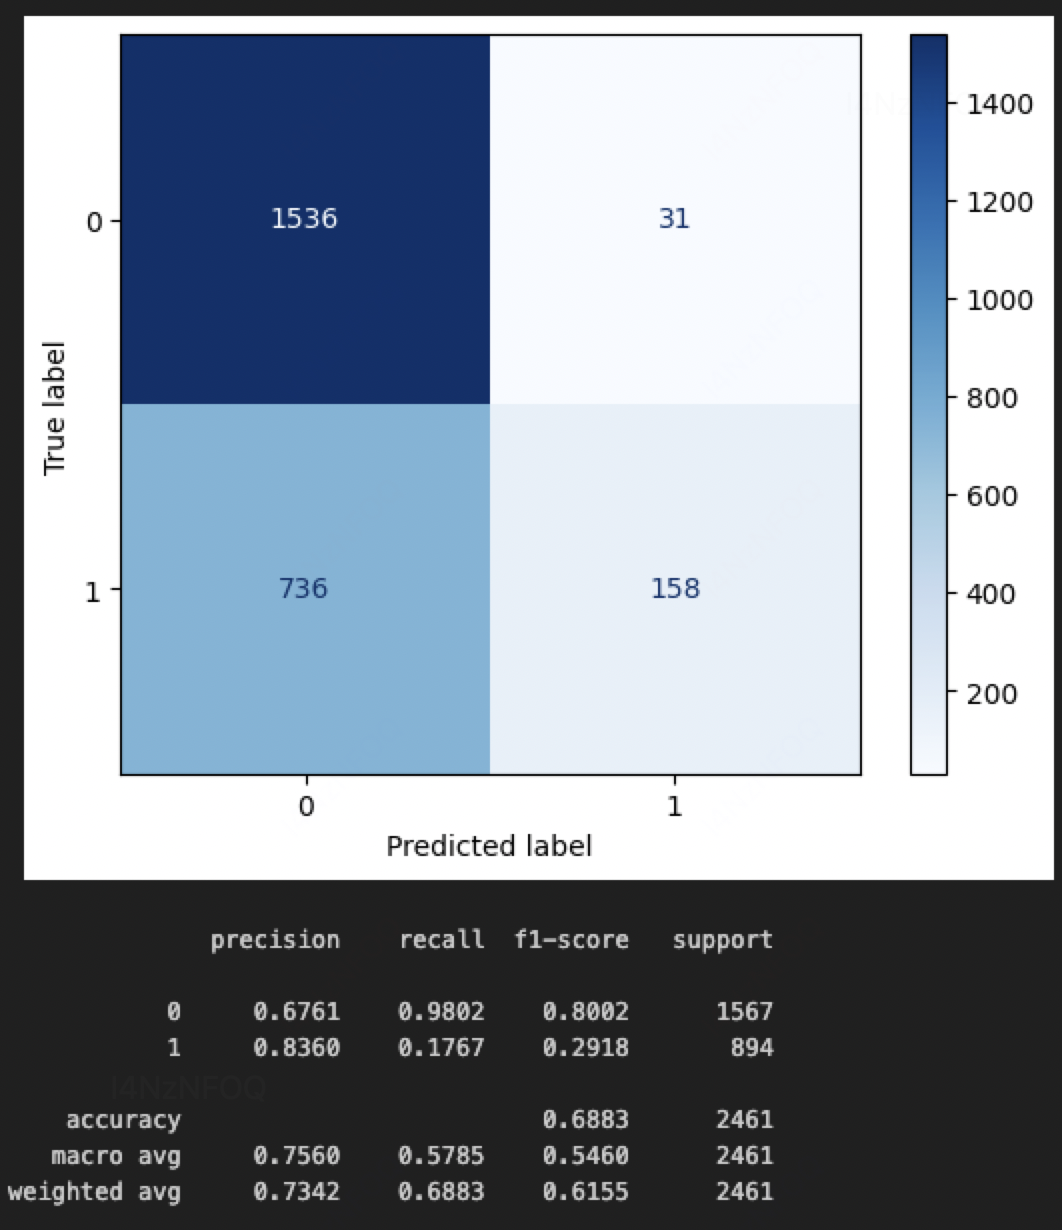 1400
1536 31
0
1200
1000
True label
800
600
736 158
1
400
200
0 1
Predicted label
precision recall f1-score support
0 0.6761 0.9802 0.8002 1567
1 0.8360 0.1767 0.2918 894
I4NzNFOQ
accuracy 0.6883 2461
macro avg 0.7560 0.5785 0.5460 2461
weighted avg 0.7342 0.6883 0.6155 2461